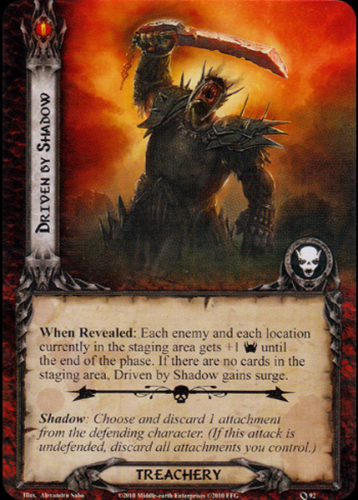 DRIVEN BY SHADOW
When Revealed: Each enemy and each location
currently in the staging area gets +1 until
the end of the phase. If there are no cards in the
staging area, Driven by Shadow gains surge.
Shadow: Choose and discard 1 attachment
from the defending character. (If this attack is
undefended, discard all attachments you control.)
TREACHERY
Illus. Alexandru Sabo
©2010 Middle-earth Enterprises ©2010 FFG
92